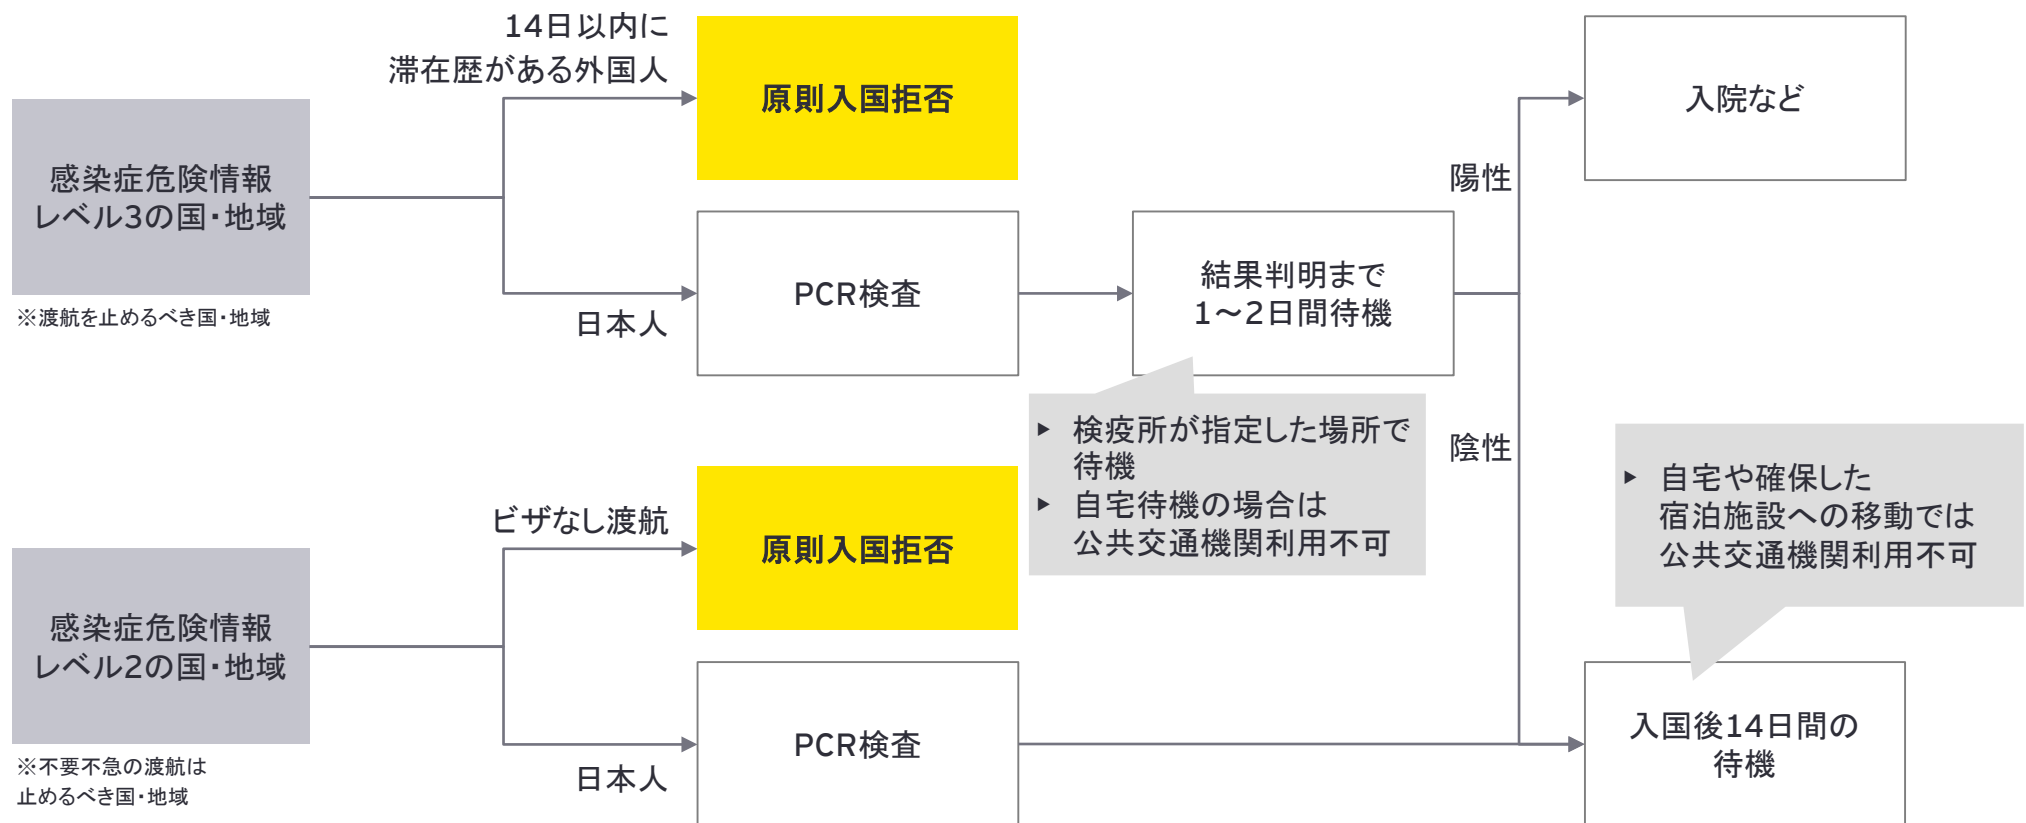 14日以内に
滞在歴がある外国人
原則入国拒否
入院など
感染症危険情報
レベル3の国・地域
※渡航を止めるべき国・地域
日本人
PCR検査
結果判明まで
1～2日間待機
陽性
▶ 検疫所が指定した場所で
待機
▶ 自宅待機の場合は
公共交通機関利用不可
陰性
▶ 自宅や確保した
宿泊施設への移動では
公共交通機関利用不可
ビザなし渡航
原則入国拒否
感染症危険情報
レベル2の国・地域
※不要不急の渡航は
止めるべき国・地域
日本人
PCR検査
入国後14日間の
待機